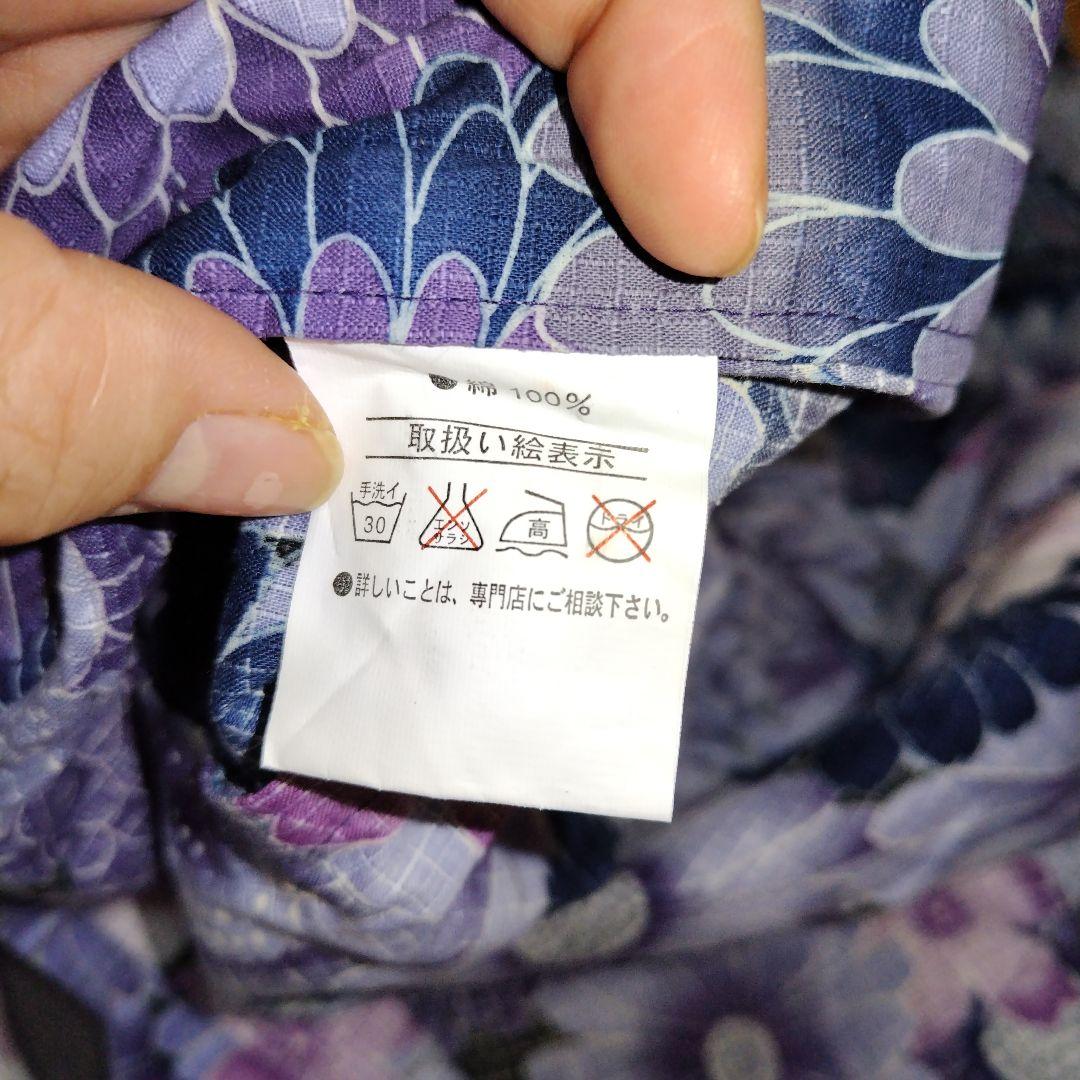 ●綿 100%
取扱い絵表示
手洗イ
30
エンソ
サラシ
高
ドライ
●詳しいことは、専門店にご相談下さい。